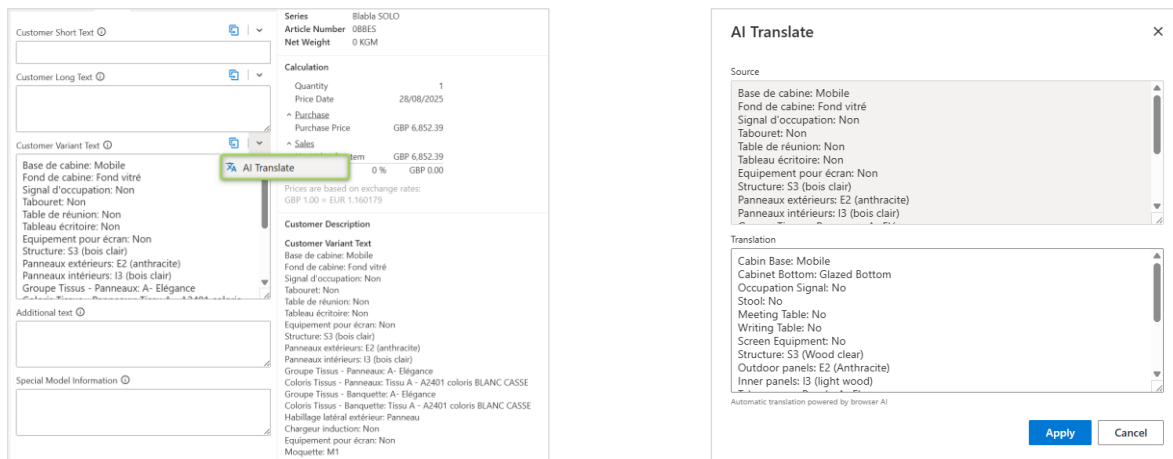 Customer Short Text
Customer Long Text
Customer Variant Text
Base de cabine: Mobile
Fond de cabine: Fond vitré
Signal d'occupation: Non
Tabouret: Non
Table de réunion: Non
Tableau écritoire: Non
Equipement pour écran: Non
Structure: S3 (bois clair)
Panneaux extérieurs: E2 (anthracite)
Panneaux intérieurs: I3 (bois clair)
Groupe Tissus - Panneaux: A- Elégance
Coloris Tissus - Panneaux: Tissu A - A2401 coloris
AI Translate
Additional text
Special Model Information
Series Blabla SOLO
Article Number 0BBES
Net Weight 0 KGM
Calculation
Quantity 1
Price Date 28/08/2025
Purchase
Purchase Price GBP 6,852.39
Sales
tem GBP 6,852.39
0 % GBP 0.00
Prices are based on exchange rates:
GBP 1.00 = EUR 1.160179
Customer Description
Customer Variant Text
Base de cabine: Mobile
Fond de cabine: Fond vitré
Signal d'occupation: Non
Tabouret: Non
Table de réunion: Non
Tableau écritoire: Non
Equipement pour écran: Non
Structure: S3 (bois clair)
Panneaux extérieurs: E2 (anthracite)
Panneaux intérieurs: I3 (bois clair)
Groupe Tissus - Panneaux: A- Elégance
Coloris Tissus - Panneaux: Tissu A - A2401 coloris BLANC CASSE
Groupe Tissus - Banquette: A- Elégance
Coloris Tissus - Banquette: Tissu A - A2401 coloris BLANC CASSE
Habillage latéral extérieur: Panneau
Chargeur induction: Non
Equipement pour écran: Non
Moquette: M1
AI Translate
Source
Base de cabine: Mobile
Fond de cabine: Fond vitré
Signal d'occupation: Non
Tabouret: Non
Table de réunion: Non
Tableau écritoire: Non
Equipement pour écran: Non
Structure: S3 (bois clair)
Panneaux extérieurs: E2 (anthracite)
Panneaux intérieurs: I3 (bois clair)
Translation
Cabin Base: Mobile
Cabinet Bottom: Glazed Bottom
Occupation Signal: No
Stool: No
Meeting Table: No
Writing Table: No
Screen Equipment: No
Structure: S3 (Wood clear)
Outdoor panels: E2 (Anthracite)
Inner panels: I3 (light wood)
Automatic translation powered by browser AI
Apply
Cancel